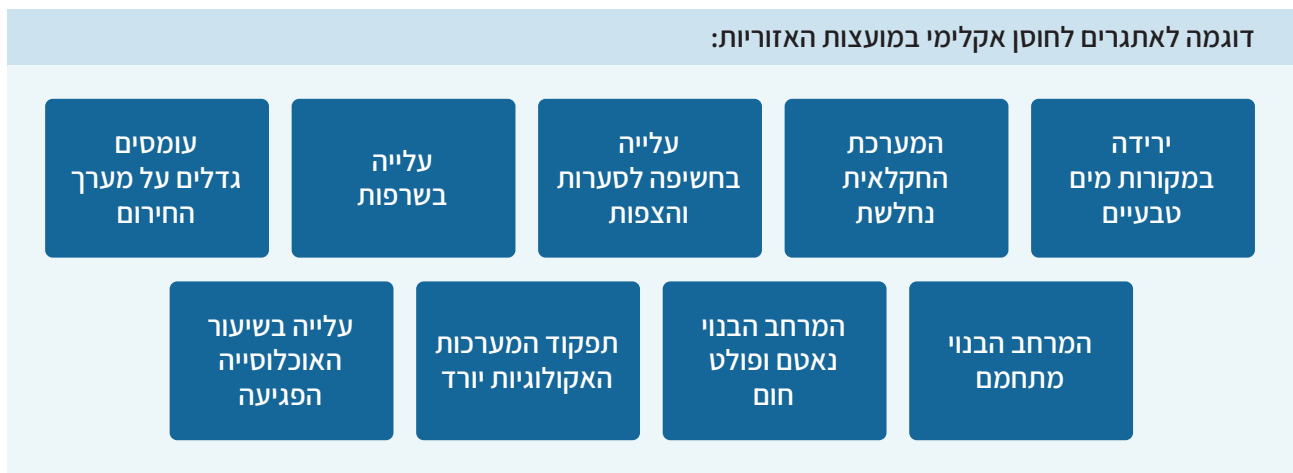 דוגמה לאתגרים לחוסן אקלימי במועצות האזוריות:
ירידה
במקורות מים
טבעיים
המערכת
החקלאית
נחלשת
עלייה
בחשיפה לסערות
והצפות
עלייה
בשרפות
עומסים
גדלים על מערך
החירום
המרחב הבנוי
מתחמם
המרחב הבנוי
נאטם ופולט
חום
תפקוד המערכות
האקולוגיות יורד
עלייה בשיעור
האוכלוסייה
הפגיעה